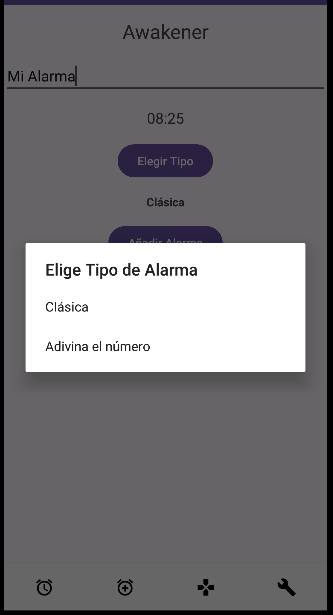 Awakener
Mi Alarma
08:25
Elegir Tipo
Clásica
Añadir Alarma
Elige Tipo de Alarma
Clásica
Adivina el número